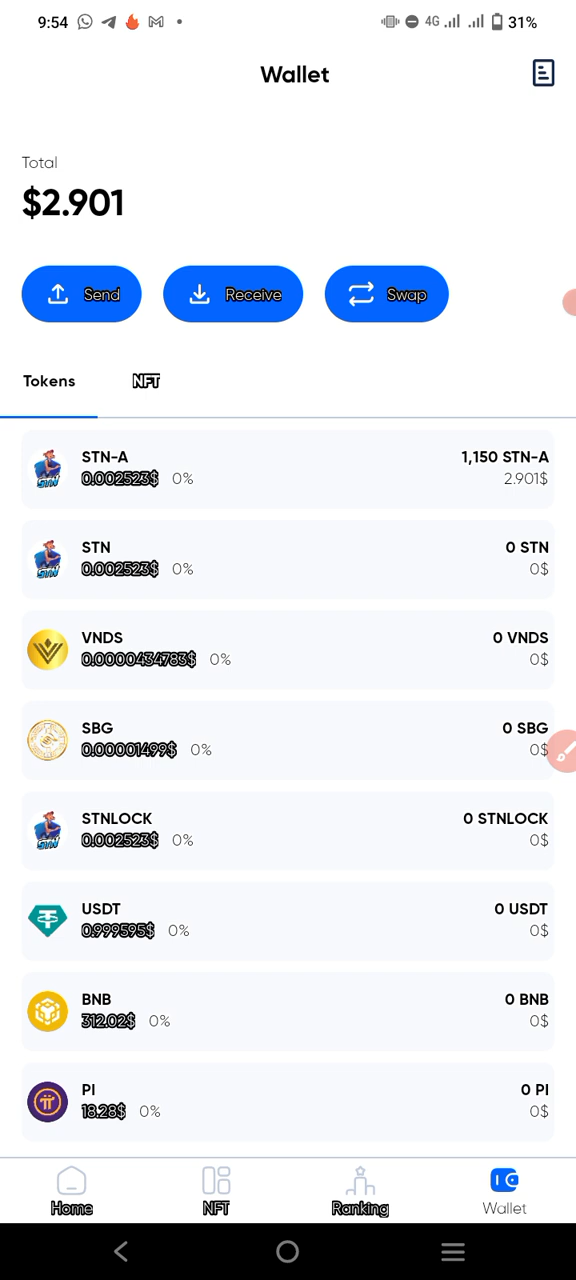 9:54 4G 31%
Wallet
Total
$2.901
Send Receive Swap
Tokens NFT
STN-A 1,150 STN-A
0.002523$ 0% 2.901$
STN 0 STN
0.002523$ 0% 0$
VNDS 0 VNDS
0.0000434783$ 0% 0$
SBG 0 SBG
0.00001499$ 0% 0$
STNLOCK 0 STNLOCK
0.002523$ 0% 0$
USDT 0 USDT
0.999595$ 0% 0$
BNB 0 BNB
312.02$ 0% 0$
PI 0 PI
18.28$ 0% 0$
Home NFT Ranking Wallet